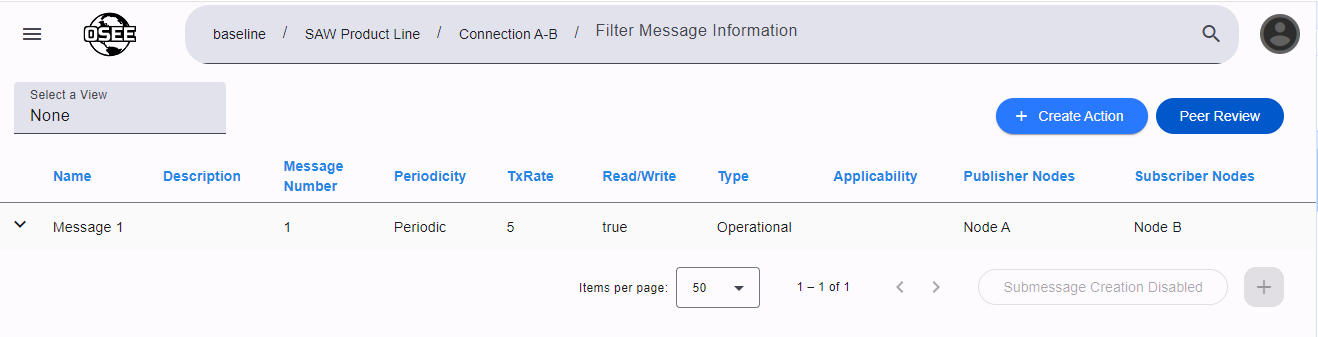 OSEE
baseline / SAW Product Line / Connection A-B / Filter Message Information
Select a View
None
+ Create Action
Peer Review
Name Description Message Number Periodicity TxRate Read/Write Type Applicability Publisher Nodes Subscriber Nodes
Message 1 1 Periodic 5 true Operational Node A Node B
Items per page: 50 1 – 1 of 1 Submessage Creation Disabled +